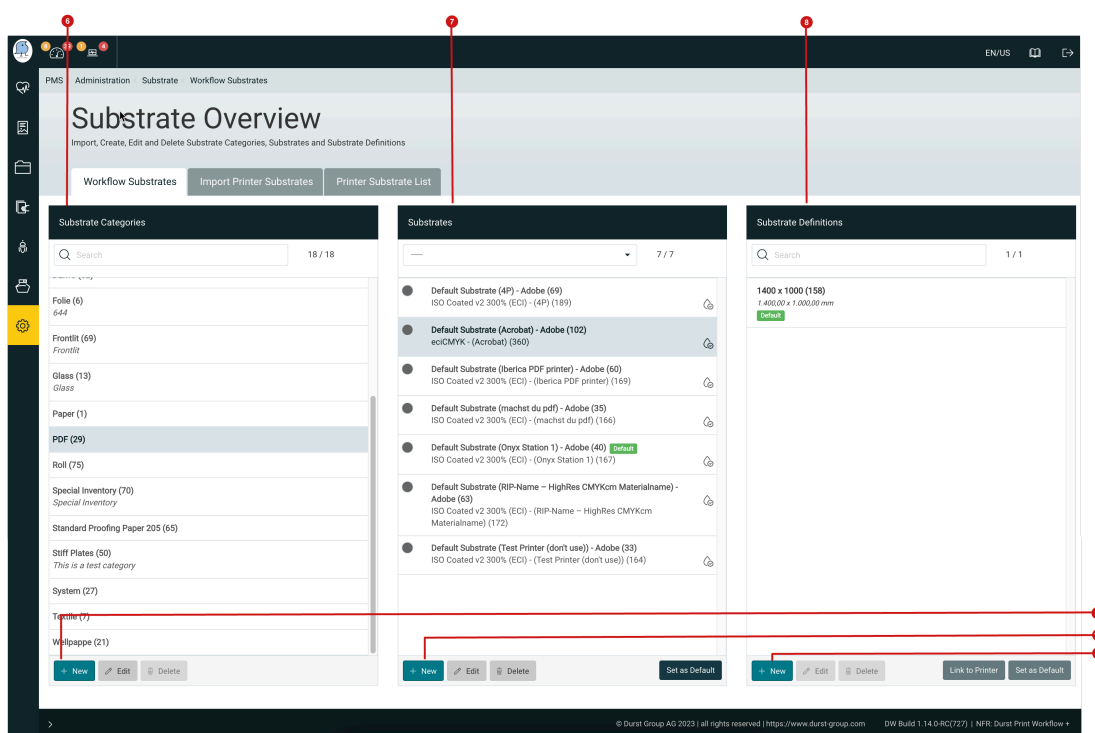 6 7 8
8 1 4
EN/US
PMS Administration Substrate Workflow Substrates
Substrate Overview
Import, Create, Edit and Delete Substrate Categories, Substrates and Substrate Definitions
Workflow Substrates Import Printer Substrates Printer Substrate List
Substrate Categories
Search 18 / 18
Folie (6)
644
Frontlit (69)
Frontlit
Glass (13)
Glass
Paper (1)
PDF (29)
Roll (75)
Special Inventory (70)
Special Inventory
Standard Proofing Paper 205 (65)
Stiff Plates (50)
This is a test category
System (27)
Textile (7)
Wellpappe (21)
+ New Edit Delete
Substrates
---- 7 / 7
Default Substrate (4P) - Adobe (69)
ISO Coated v2 300% (ECI) - (4P) (189)
Default Substrate (Acrobat) - Adobe (102)
eciCMYK - (Acrobat) (360)
Default Substrate (Iberica PDF printer) - Adobe (60)
ISO Coated v2 300% (ECI) - (Iberica PDF printer) (169)
Default Substrate (machst du pdf) - Adobe (35)
ISO Coated v2 300% (ECI) - (machst du pdf) (166)
Default Substrate (Onyx Station 1) - Adobe (40) Default
ISO Coated v2 300% (ECI) - (Onyx Station 1) (167)
Default Substrate (RIP-Name – HighRes CMYKcm Materialname) -
Adobe (63)
ISO Coated v2 300% (ECI) - (RIP-Name – HighRes CMYKcm
Materialname) (172)
Default Substrate (Test Printer (don't use)) - Adobe (33)
ISO Coated v2 300% (ECI) - (Test Printer (don't use)) (164)
+ New Edit Delete Set as Default
Substrate Definitions
Search 1 / 1
1400 x 1000 (158)
1.400,00 x 1.000,00 mm
Default
+ New Edit Delete Link to Printer Set as Default
© Durst Group AG 2023 | all rights reserved | https://www.durst-group.com DW Build 1.14.0-RC(727) | NFR: Durst Print Workflow +